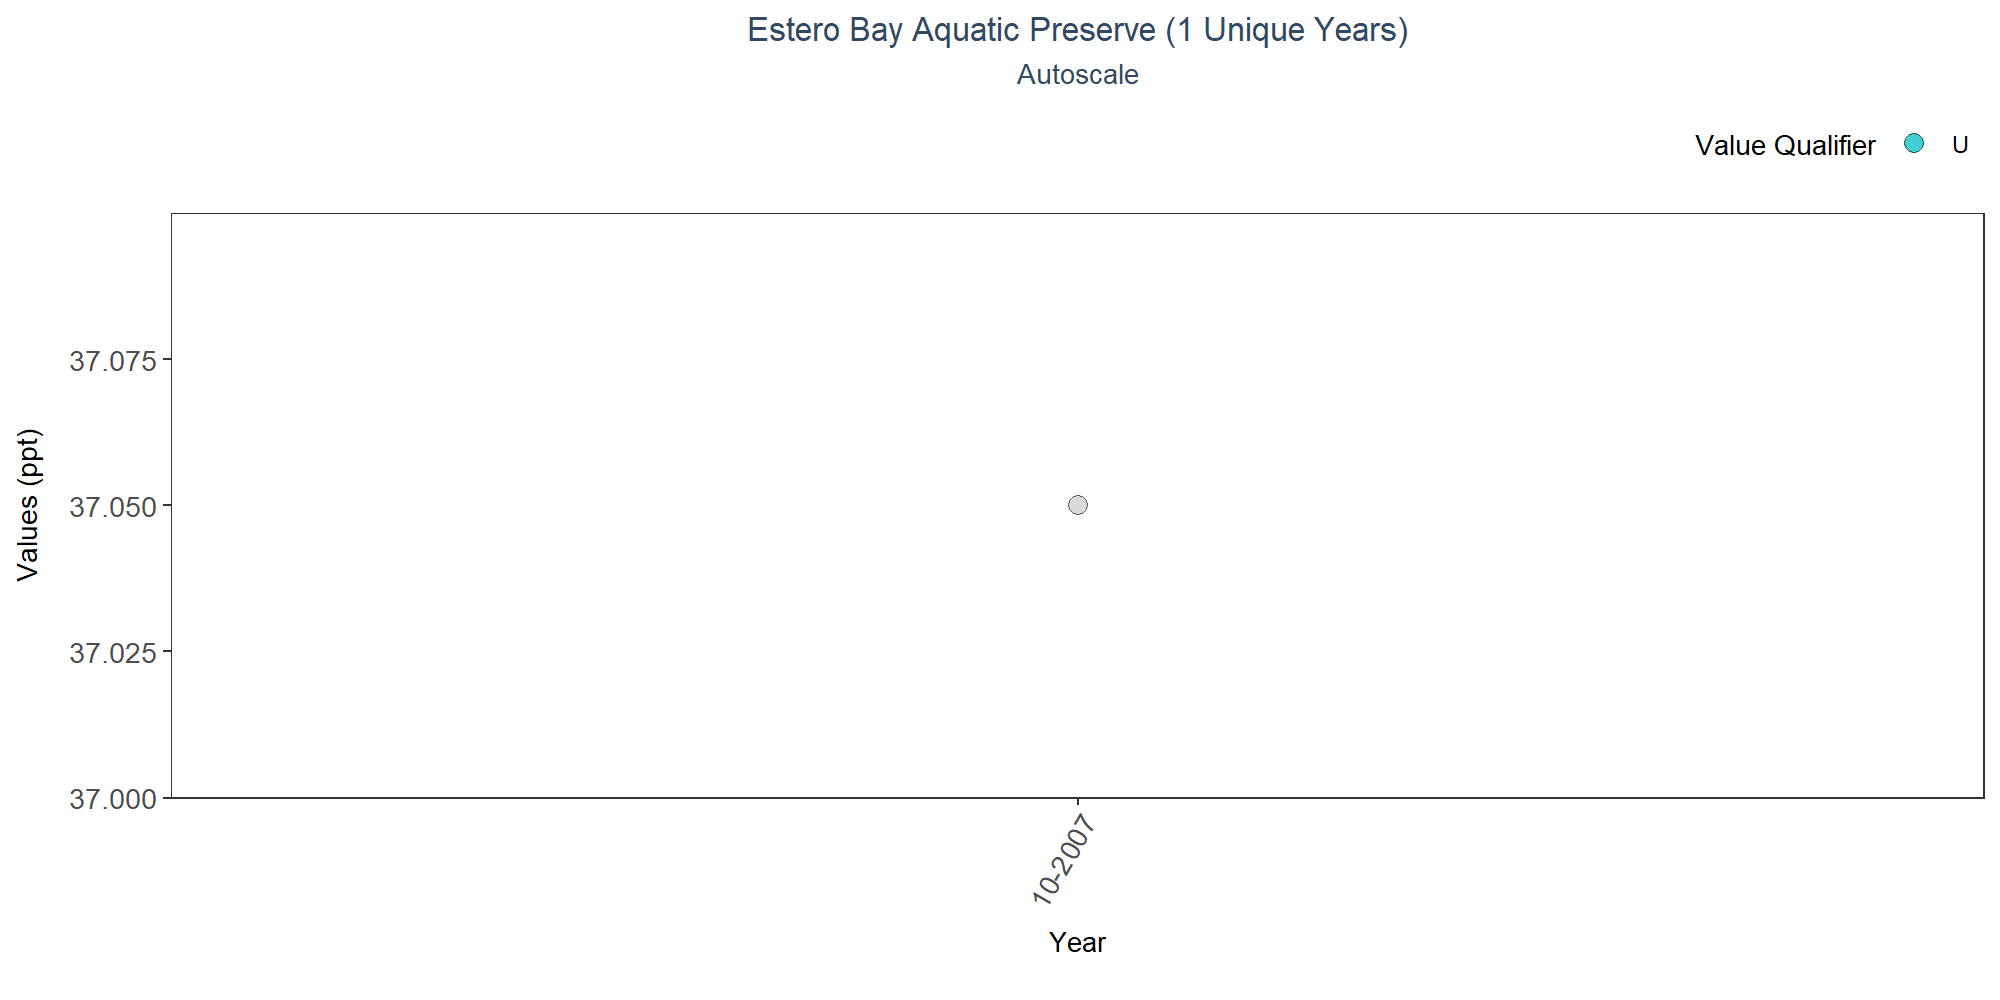 Estero Bay Aquatic Preserve (1 Unique Years)
Autoscale
Value Qualifier U
37.075
37.050
37.025
37.000
Values (ppt)
10-2007
Year